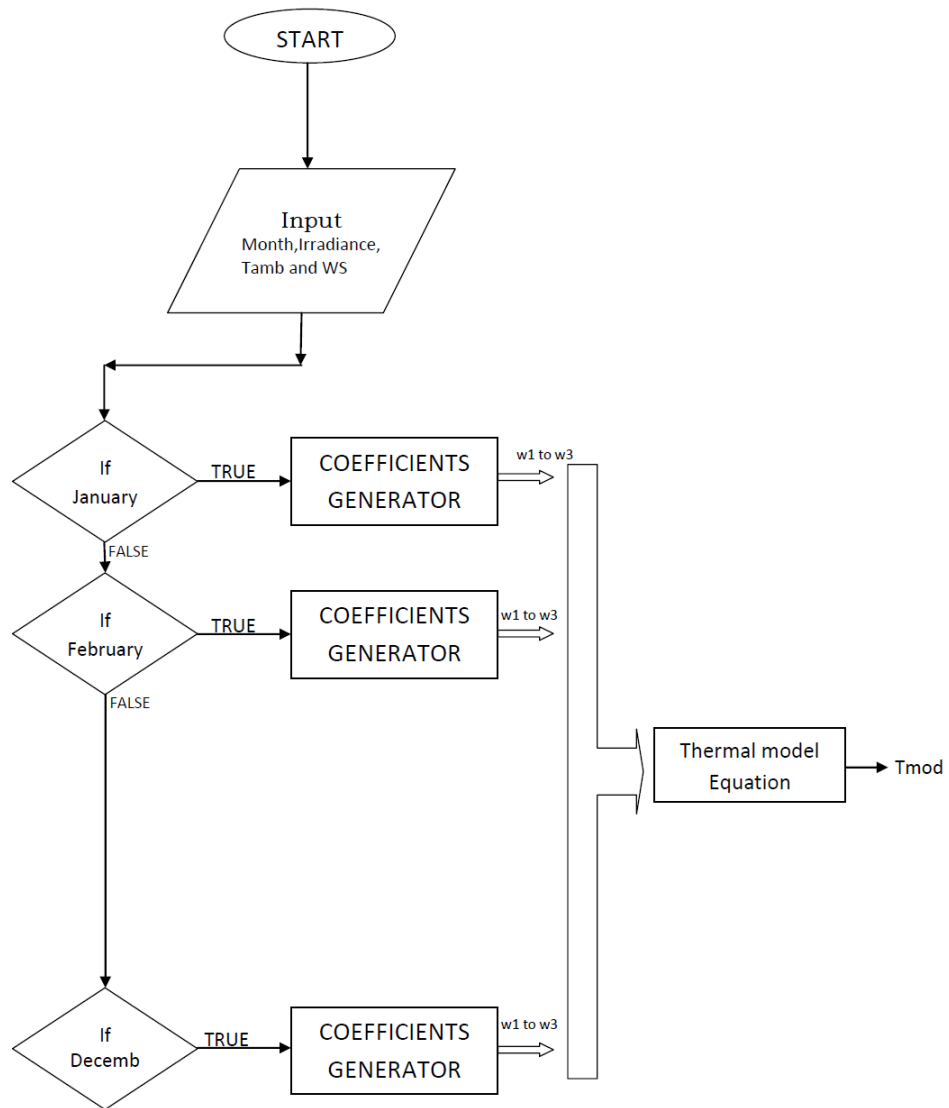 START
Input
Month,Irradiance,
Tamb and WS
If
January
TRUE
COEFFICIENTS
GENERATOR
w1 to w3
FALSE
If
February
TRUE
COEFFICIENTS
GENERATOR
w1 to w3
FALSE
Thermal model
Equation
Tmod
If
Decemb
TRUE
COEFFICIENTS
GENERATOR
w1 to w3